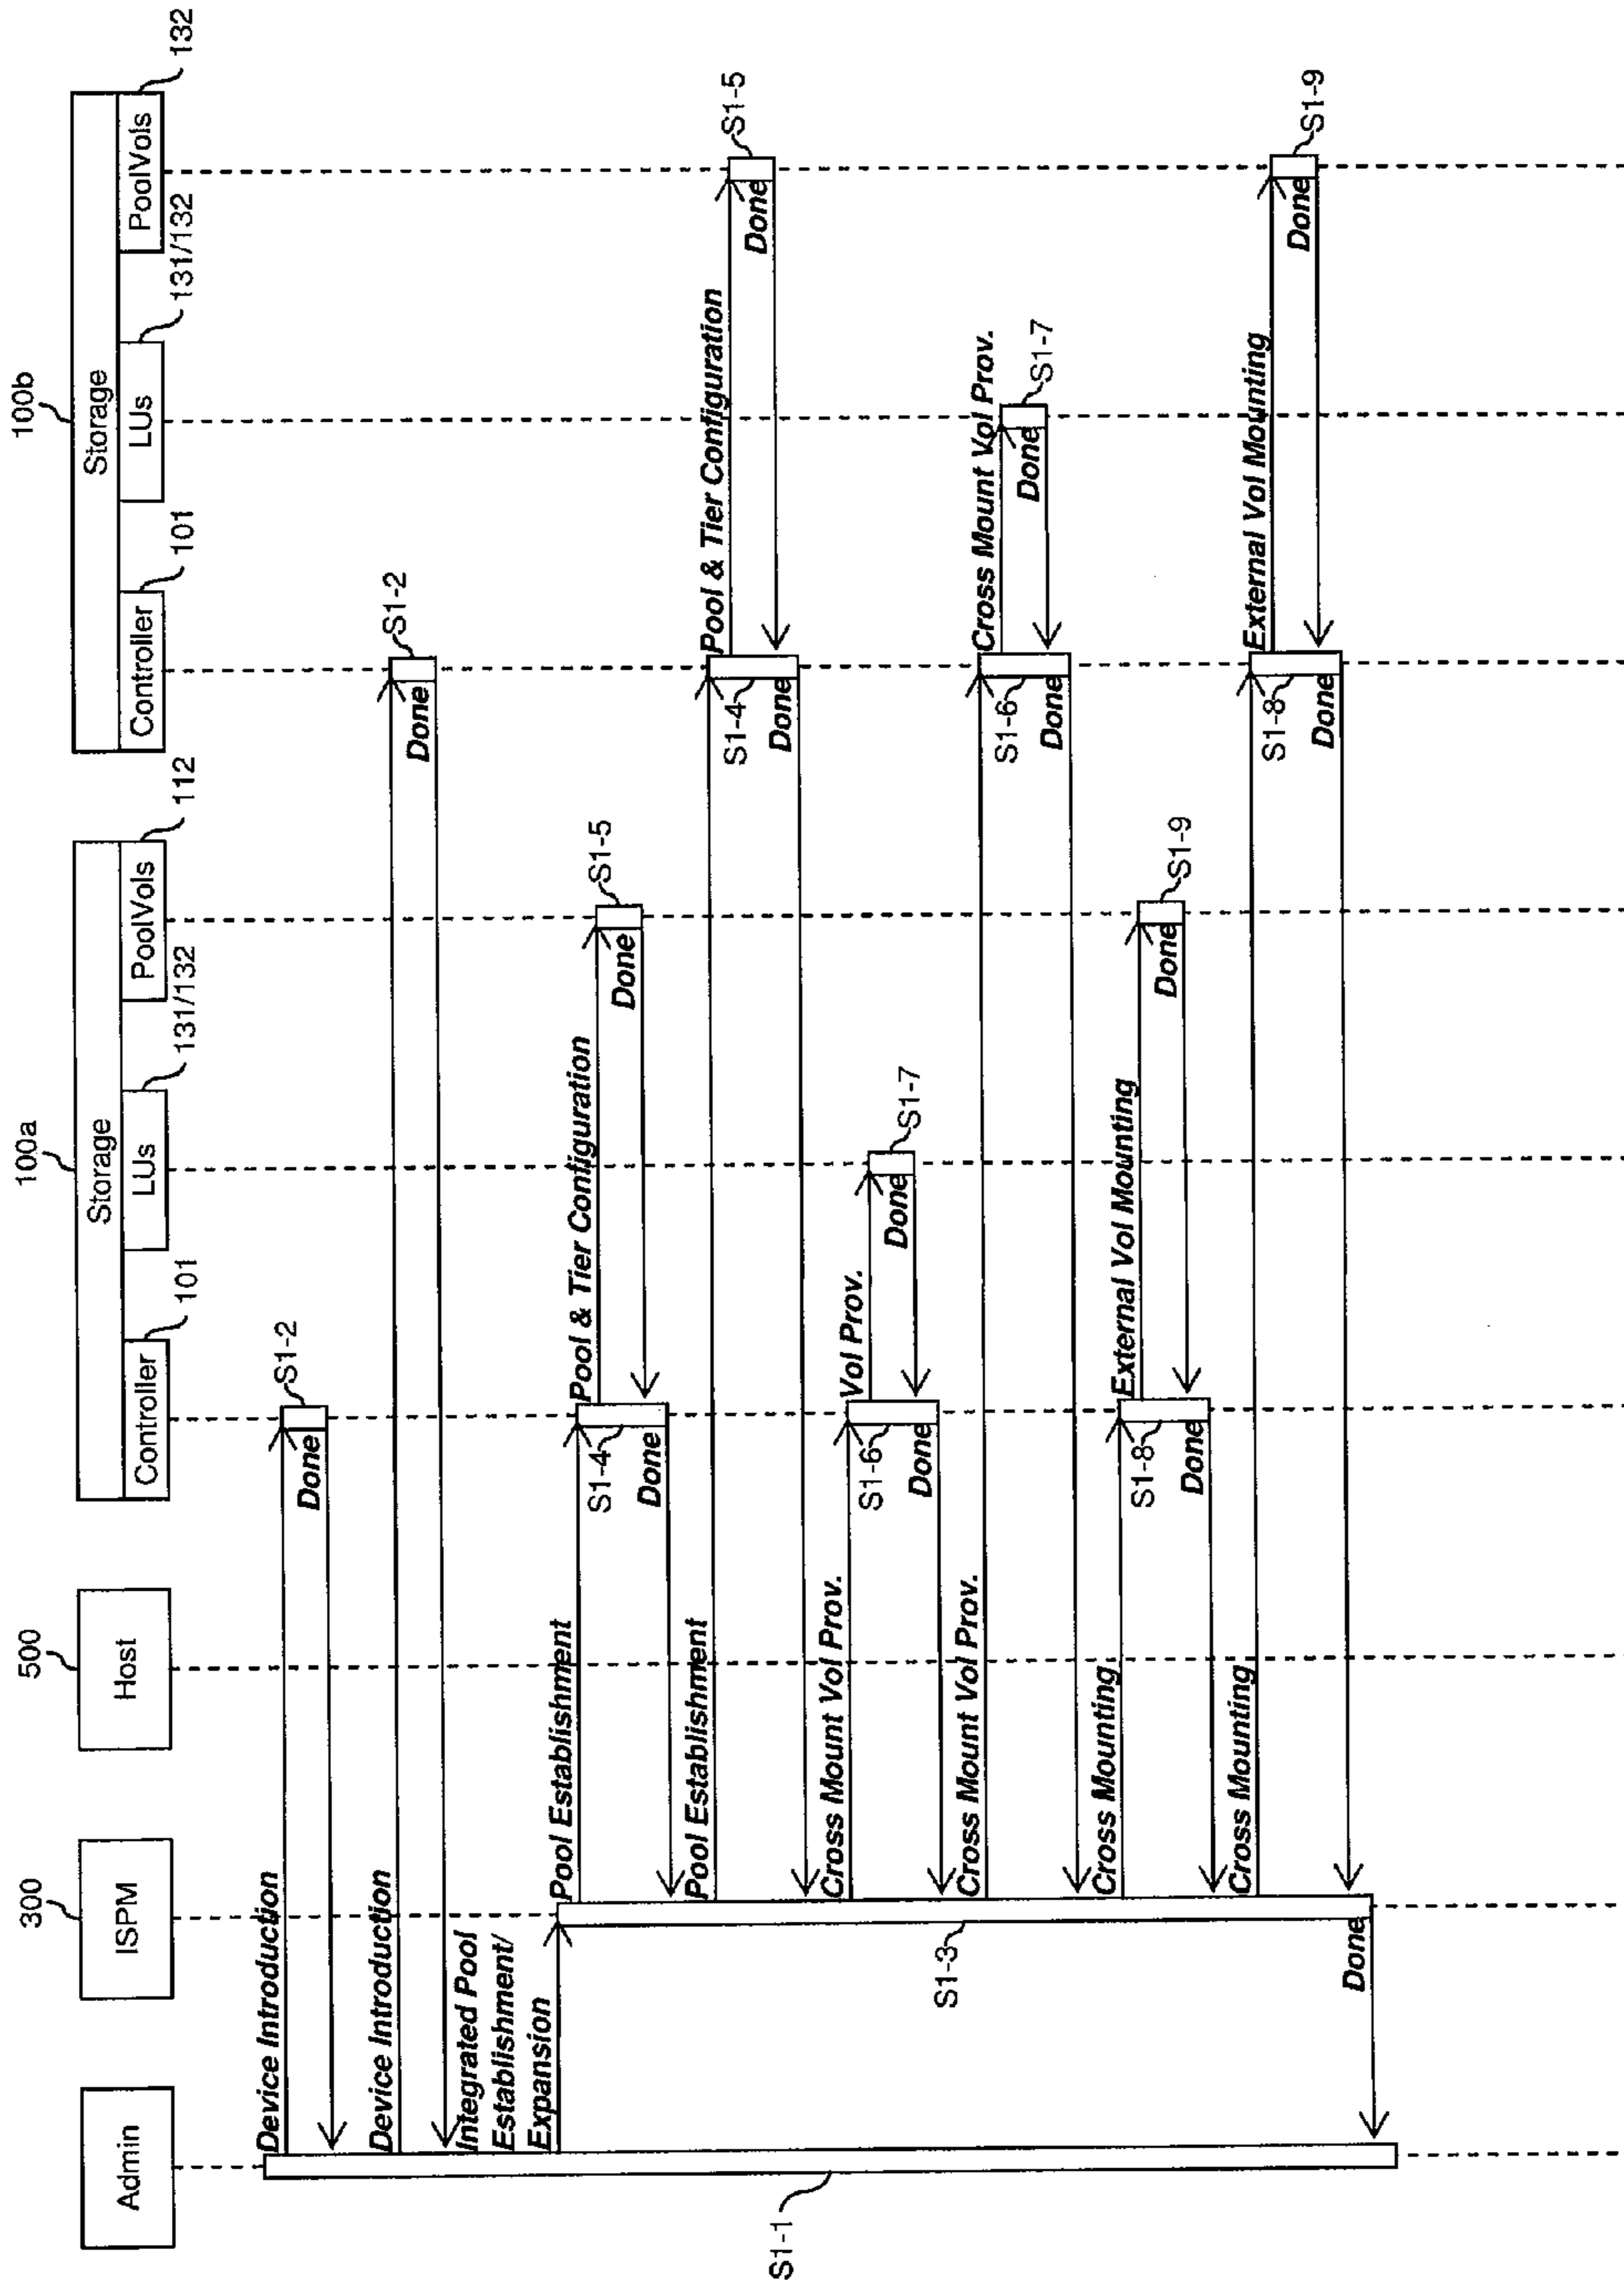 Admin
300
ISPM
500
Host
100a
Storage
Controller
LUs
PoolVols
101
131/132
112
100b
Storage
Controller
LUs
PoolVols
101
131/132
132
S1-1
Device Introduction
S1-2
Done
Device Introduction
S1-2
Done
Integrated Pool
Establishment/
Expansion
S1-3
Pool Establishment
S1-4
Pool & Tier Configuration
S1-5
Done
Done
Pool Establishment
S1-4
Pool & Tier Configuration
S1-5
Done
Done
Cross Mount Vol Prov.
S1-6
Vol Prov.
S1-7
Done
Done
Cross Mount Vol Prov.
S1-6
Cross Mount Vol Prov.
S1-7
Done
Done
Cross Mounting
S1-8
External Vol Mounting
S1-9
Done
Done
Cross Mounting
S1-8
External Vol Mounting
S1-9
Done
Done
Done